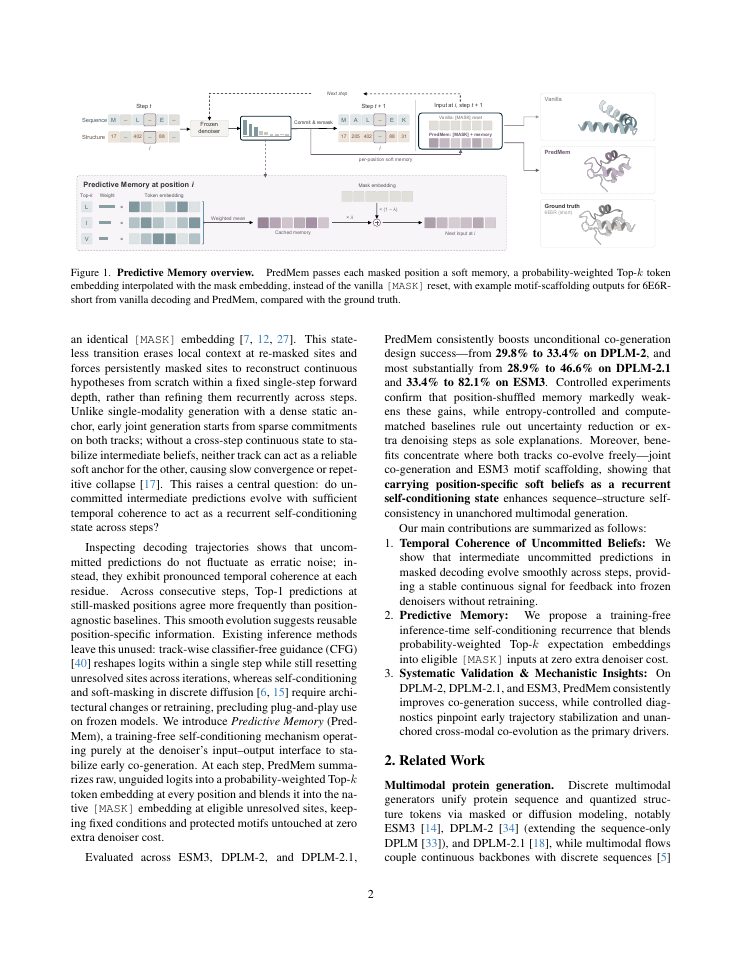 Next step
Step t
Step t + 1
Input at i, step t + 1
Vanilla
Sequence M – L – E –
Frozen
denoiser
Commit & remask
M A L – E K
Vanilla: [MASK] reset
PredMem: [MASK] + memory
Structure 17 – 402 – 88 –
17 205 402 – 88 31
i
i
per-position soft memory
PredMem
Predictive Memory at position i
Top-k Weight Token embedding
Mask embedding
L
× (1 − λ)
I
Weighted mean
× λ
V
Cached memory
Next input at i
Ground truth
6E6R (short)
Figure 1. Predictive Memory overview. PredMem passes each masked position a soft memory, a probability-weighted Top-k token
embedding interpolated with the mask embedding, instead of the vanilla [MASK] reset, with example motif-scaffolding outputs for 6E6R-
short from vanilla decoding and PredMem, compared with the ground truth.
an identical [MASK] embedding [7, 12, 27]. This state-
less transition erases local context at re-masked sites and
forces persistently masked sites to reconstruct continuous
hypotheses from scratch within a fixed single-step forward
depth, rather than refining them recurrently across steps.
Unlike single-modality generation with a dense static an-
chor, early joint generation starts from sparse commitments
on both tracks; without a cross-step continuous state to sta-
bilize intermediate beliefs, neither track can act as a reliable
soft anchor for the other, causing slow convergence or repet-
itive collapse [17]. This raises a central question: do un-
committed intermediate predictions evolve with sufficient
temporal coherence to act as a recurrent self-conditioning
state across steps?
Inspecting decoding trajectories shows that uncom-
mitted predictions do not fluctuate as erratic noise; in-
stead, they exhibit pronounced temporal coherence at each
residue. Across consecutive steps, Top-1 predictions at
still-masked positions agree more frequently than position-
agnostic baselines. This smooth evolution suggests reusable
position-specific information. Existing inference methods
leave this unused: track-wise classifier-free guidance (CFG)
[40] reshapes logits within a single step while still resetting
unresolved sites across iterations, whereas self-conditioning
and soft-masking in discrete diffusion [6, 15] require archi-
tectural changes or retraining, precluding plug-and-play use
on frozen models. We introduce Predictive Memory (Pred-
Mem), a training-free self-conditioning mechanism operat-
ing purely at the denoiser's input–output interface to sta-
bilize early co-generation. At each step, PredMem summa-
rizes raw, unguided logits into a probability-weighted Top-k
token embedding at every position and blends it into the na-
tive [MASK] embedding at eligible unresolved sites, keep-
ing fixed conditions and protected motifs untouched at zero
extra denoiser cost.
Evaluated across ESM3, DPLM-2, and DPLM-2.1,
PredMem consistently boosts unconditional co-generation
design success—from 29.8% to 33.4% on DPLM-2, and
most substantially from 28.9% to 46.6% on DPLM-2.1
and 33.4% to 82.1% on ESM3. Controlled experiments
confirm that position-shuffled memory markedly weak-
ens these gains, while entropy-controlled and compute-
matched baselines rule out uncertainty reduction or ex-
tra denoising steps as sole explanations. Moreover, bene-
fits concentrate where both tracks co-evolve freely—joint
co-generation and ESM3 motif scaffolding, showing that
carrying position-specific soft beliefs as a recurrent
self-conditioning state enhances sequence–structure self-
consistency in unanchored multimodal generation.
Our main contributions are summarized as follows:
1. Temporal Coherence of Uncommitted Beliefs: We
show that intermediate uncommitted predictions in
masked decoding evolve smoothly across steps, provid-
ing a stable continuous signal for feedback into frozen
denoisers without retraining.
2. Predictive Memory: We propose a training-free
inference-time self-conditioning recurrence that blends
probability-weighted Top-k expectation embeddings
into eligible [MASK] inputs at zero extra denoiser cost.
3. Systematic Validation & Mechanistic Insights: On
DPLM-2, DPLM-2.1, and ESM3, PredMem consistently
improves co-generation success, while controlled diag-
nostics pinpoint early trajectory stabilization and unan-
chored cross-modal co-evolution as the primary drivers.
2. Related Work
Multimodal protein generation. Discrete multimodal
generators unify protein sequence and quantized struc-
ture tokens via masked or diffusion modeling, notably
ESM3 [14], DPLM-2 [34] (extending the sequence-only
DPLM [33]), and DPLM-2.1 [18], while multimodal flows
couple continuous backbones with discrete sequences [5]
2